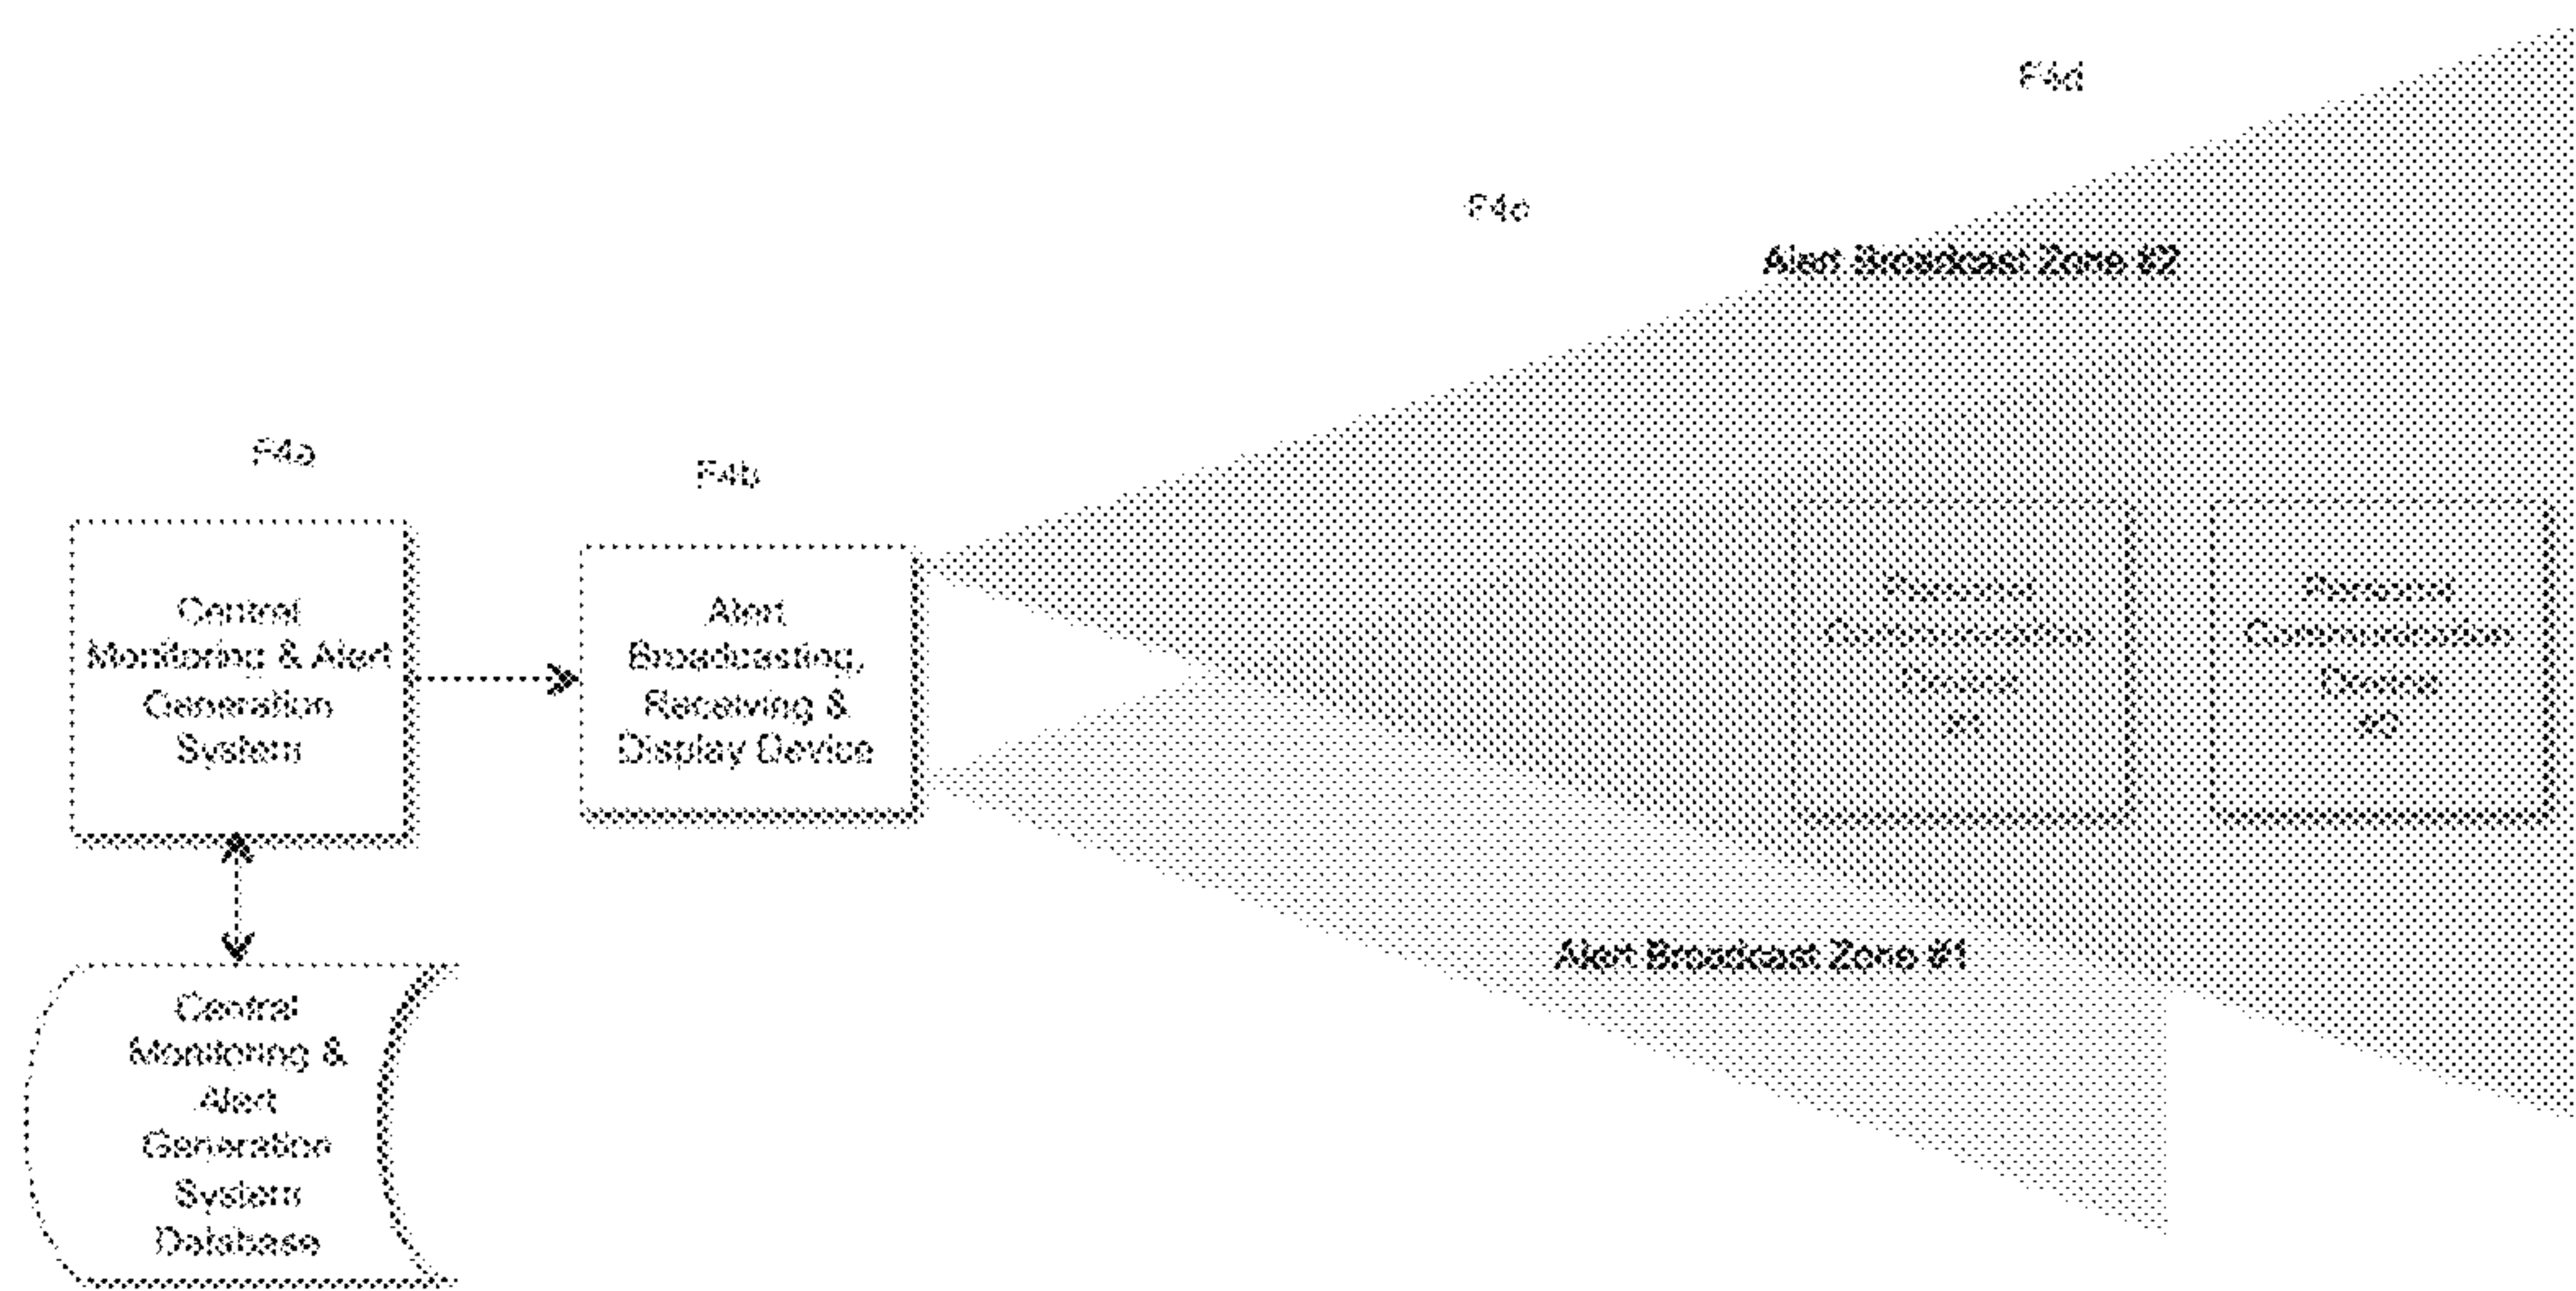 F4d
F4c
Alert Broadcast Zone #2
F4a
F4b
Central
Monitoring & Alert
Generation
System
Alert
Broadcasting,
Receiving &
Display Device
Personal
Communication
Device
#1
Personal
Communication
Device
Alert Broadcast Zone #1
Central
Monitoring &
Alert
Generation
System
Database